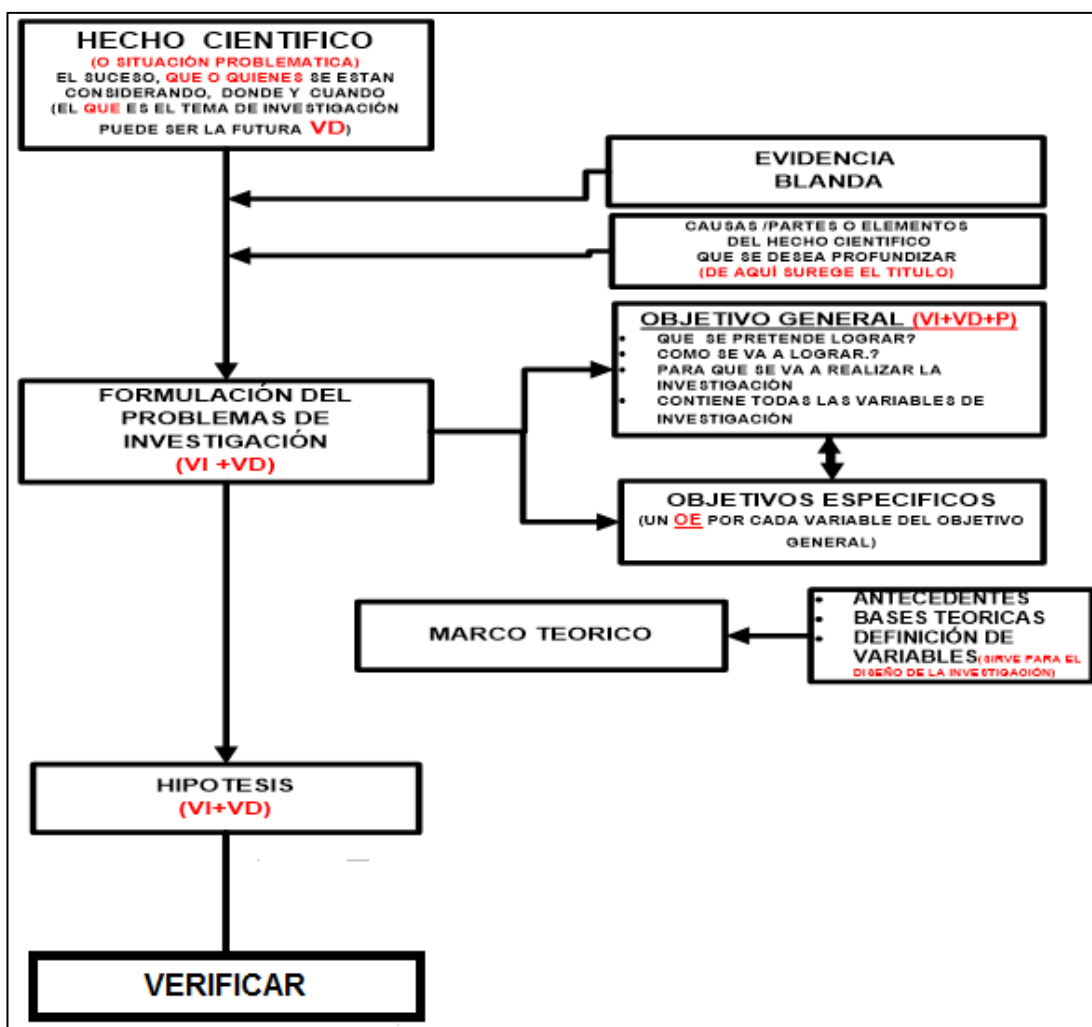 HECHO CIENTIFICO
(O SITUACIÓN PROBLEMATICA)
EL SUCESO, QUE O QUIENES SE ESTAN
CONSIDERANDO, DONDE Y CUANDO
(EL QUE ES EL TEMA DE INVESTIGACIÓN
PUEDE SER LA FUTURA VD)
EVIDENCIA
BLANDA
CAUSAS /PARTES O ELEMENTOS
DEL HECHO CIENTIFICO
QUE SE DESEA PROFUNDIZAR
(DE AQUÍ SUREGE EL TITULO)
OBJETIVO GENERAL (VI+VD+P)
• QUE SE PRETENDE LOGRAR?
• COMO SE VA A LOGRAR.?
• PARA QUE SE VA A REALIZAR LA
INVESTIGACIÓN
• CONTIENE TODAS LAS VARIABLES DE
INVESTIGACIÓN
FORMULACIÓN DEL
PROBLEMAS DE
INVESTIGACIÓN
(VI +VD)
OBJETIVOS ESPECIFICOS
(UN OE POR CADA VARIABLE DEL OBJETIVO
GENERAL)
MARCO TEORICO
• ANTECEDENTES
• BASES TEORICAS
• DEFINICIÓN DE
VARIABLES(SIRVE PARA EL
DISEÑO DE LA INVESTIGACIÓN)
HIPOTESIS
(VI+VD)
VERIFICAR